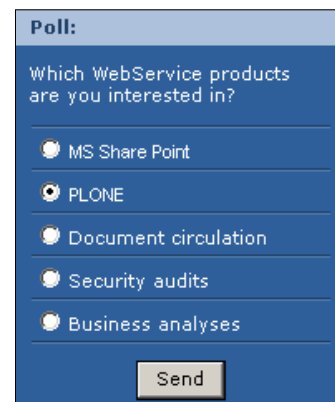 Poll:
Which WebService products
are you interested in?
MS Share Point
PLONE
Document circulation
Security audits
Business analyses
Send